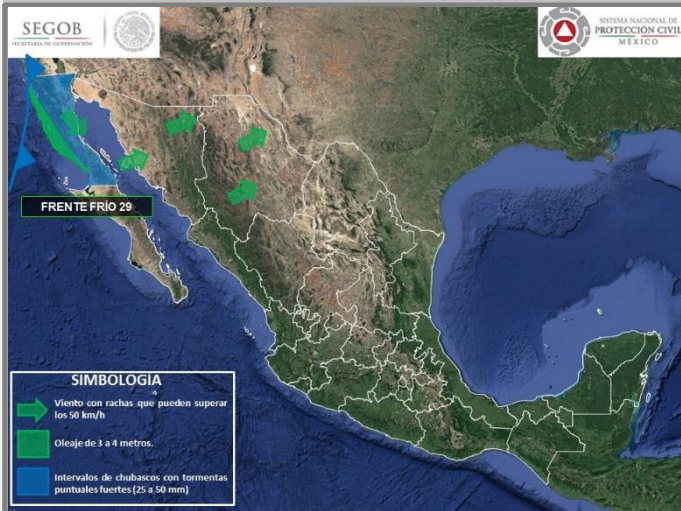 SEGOB
SECRETARÍA DE GOBERNACIÓN
SISTEMA NACIONAL DE
PROTECCIÓN CIVIL
MÉXICO
FRENTE FRÍO 29
SIMBOLOGÍA
Viento con rachas que pueden superar
los 50 km/h
Oleaje de 3 a 4 metros.
Intervalos de chubascos con tormentas
puntuales fuertes (25 a 50 mm)